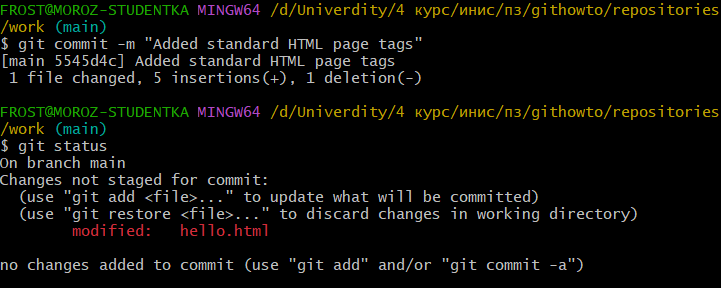 FROST@MOROZ-STUDENTKA MINGW64 /d/Univerdity/4 курс/инис/пз/githowto/repositories
/work (main)
$ git commit -m "Added standard HTML page tags"
[main 5545d4c] Added standard HTML page tags
 1 file changed, 5 insertions(+), 1 deletion(-)

FROST@MOROZ-STUDENTKA MINGW64 /d/Univerdity/4 курс/инис/пз/githowto/repositories
/work (main)
$ git status
On branch main
Changes not staged for commit:
  (use "git add <file>..." to update what will be committed)
  (use "git restore <file>..." to discard changes in working directory)
        modified:   hello.html

no changes added to commit (use "git add" and/or "git commit -a")